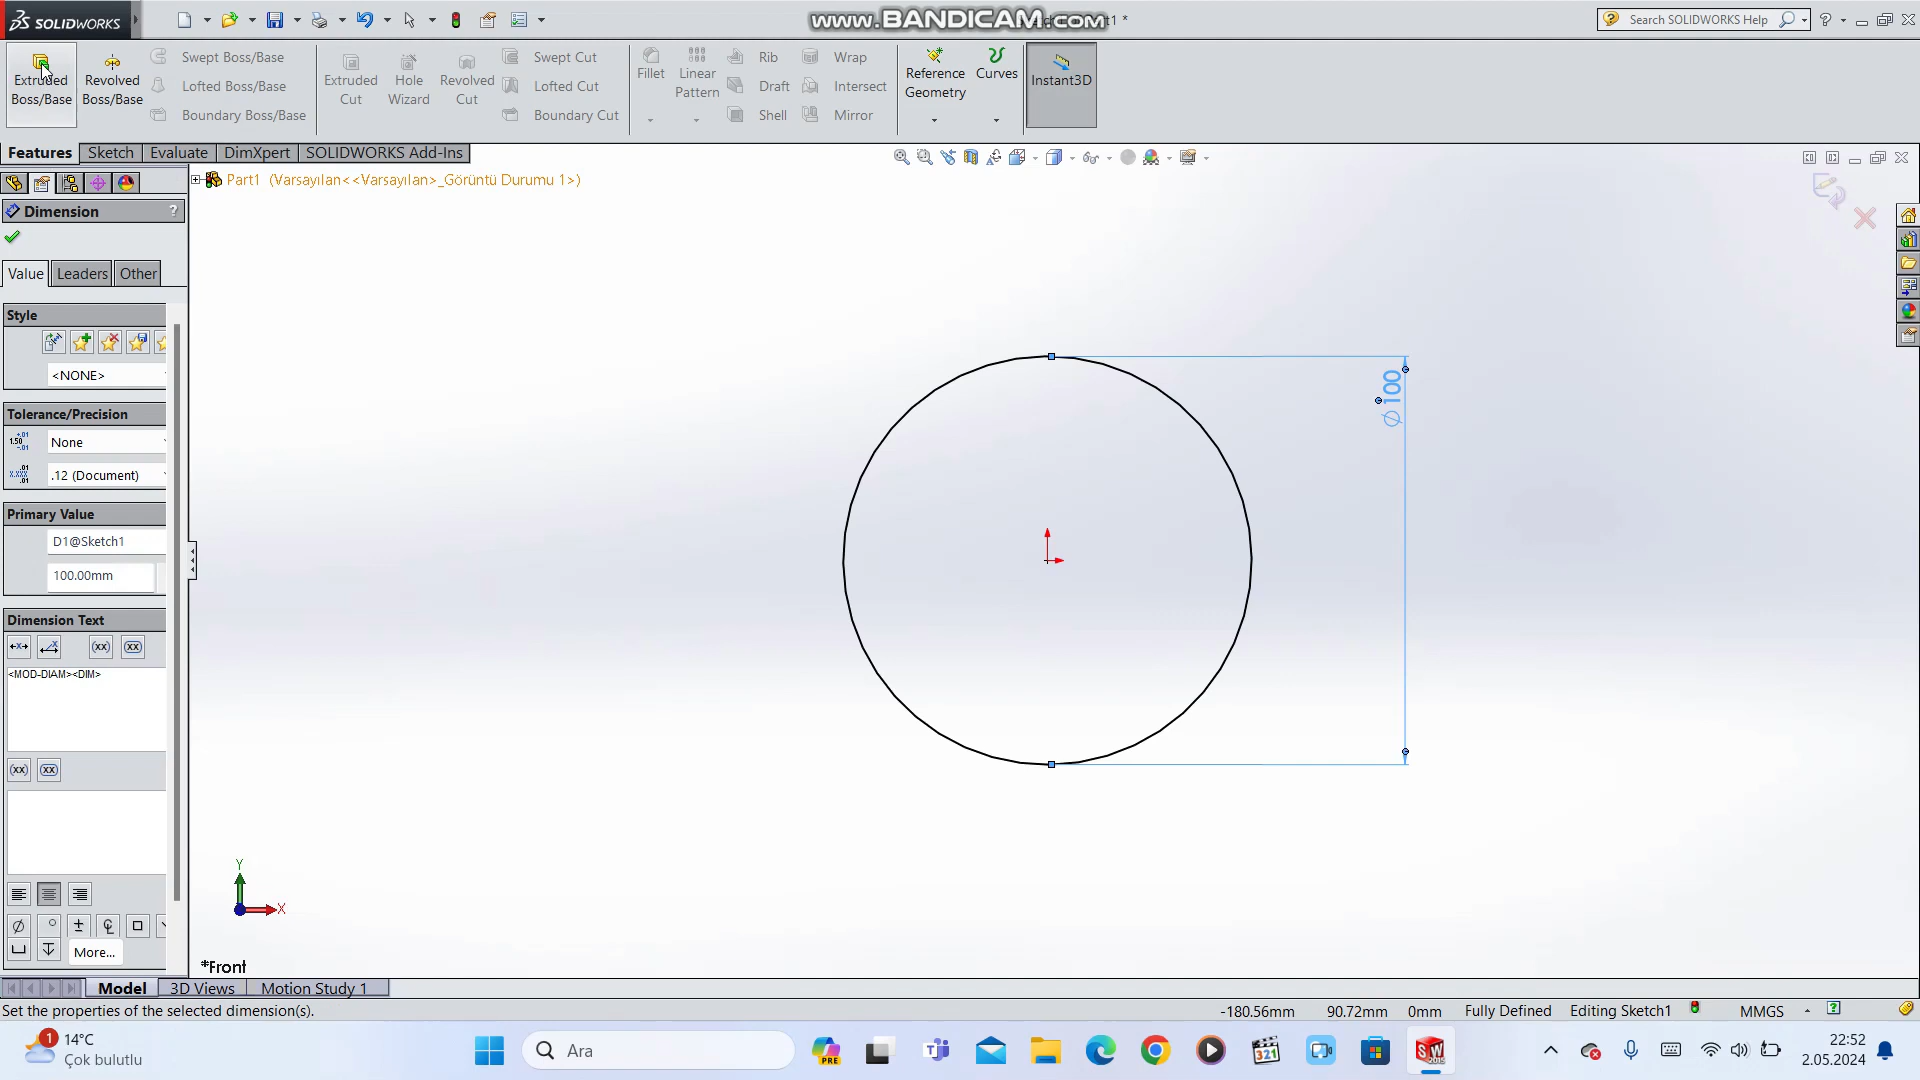 SOLIDWORKS
www.BANDICAM.com
Part1 *
Search SOLIDWORKS Help
Extruded Boss/Base
Revolved Boss/Base
Swept Boss/Base
Lofted Boss/Base
Boundary Boss/Base
Extruded Cut
Hole Wizard
Revolved Cut
Swept Cut
Lofted Cut
Boundary Cut
Fillet
Linear Pattern
Rib
Draft
Shell
Wrap
Intersect
Mirror
Reference Geometry
Curves
Instant3D
Features
Sketch
Evaluate
DimXpert
SOLIDWORKS Add-Ins
Part1 (Varsayılan<<Varsayılan>_Görüntü Durumu 1>)
Dimension
?
Value
Leaders
Other
Style
<NONE>
Tolerance/Precision
None
.12 (Document)
Primary Value
D1@Sketch1
100.00mm
Dimension Text
<MOD-DIAM><DIM>
More...
∅100
Y
X
*Front
Model
3D Views
Motion Study 1
Set the properties of the selected dimension(s).
-180.56mm
90.72mm
0mm
Fully Defined
Editing Sketch1
MMGS
1
14°C
Çok bulutlu
Ara
PRE
321
SW
22:52
2.05.2024